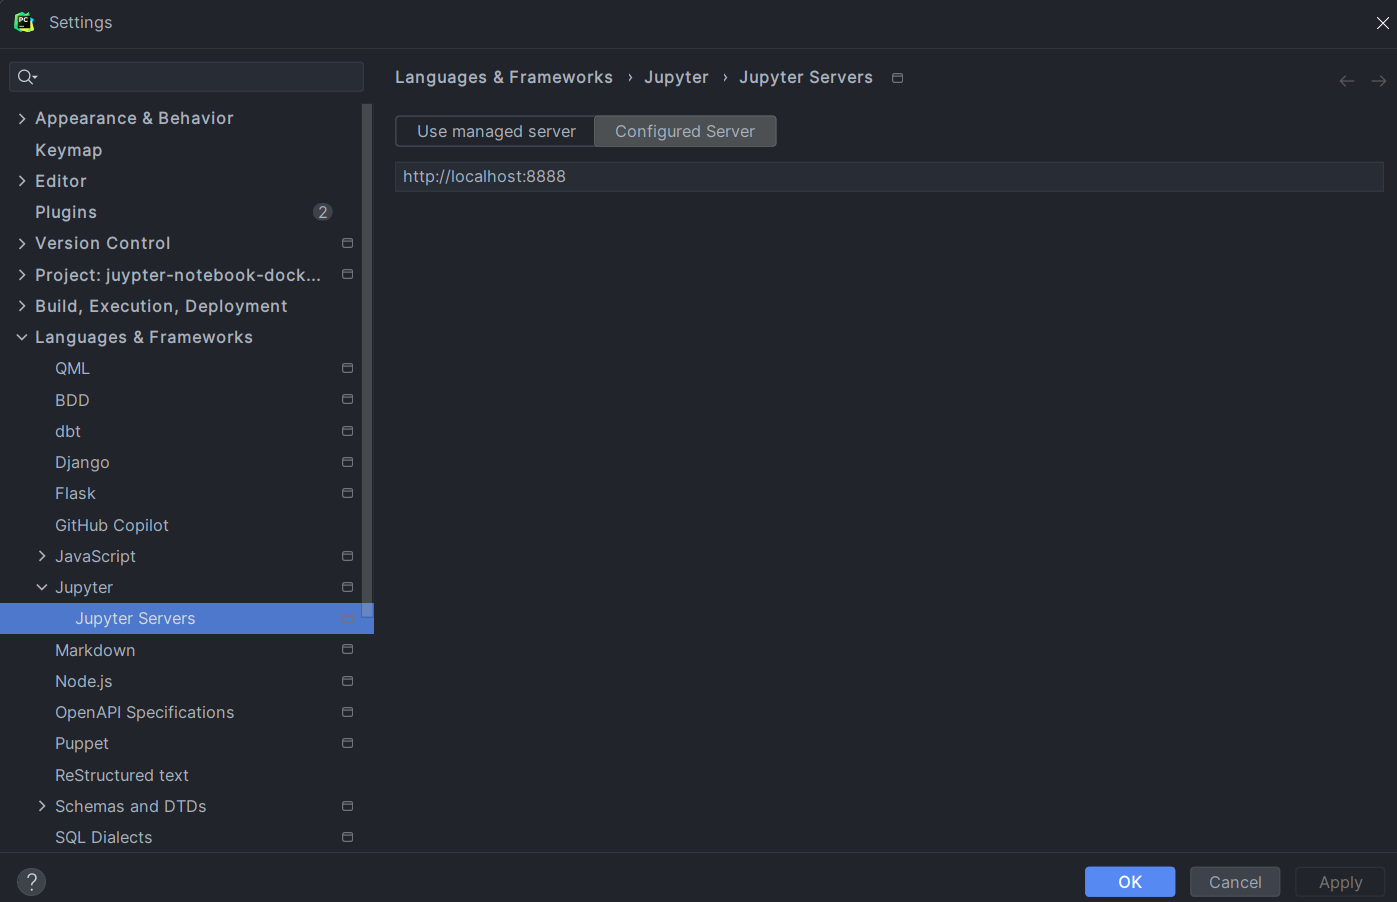 PC
Settings
Languages & Frameworks › Jupyter › Jupyter Servers
Use managed server
Configured Server
http://localhost:8888
Appearance & Behavior
Keymap
Editor
Plugins
2
Version Control
Project: juypter-notebook-dock...
Build, Execution, Deployment
Languages & Frameworks
QML
BDD
dbt
Django
Flask
GitHub Copilot
JavaScript
Jupyter
Jupyter Servers
Markdown
Node.js
OpenAPI Specifications
Puppet
ReStructured text
Schemas and DTDs
SQL Dialects
?
OK
Cancel
Apply